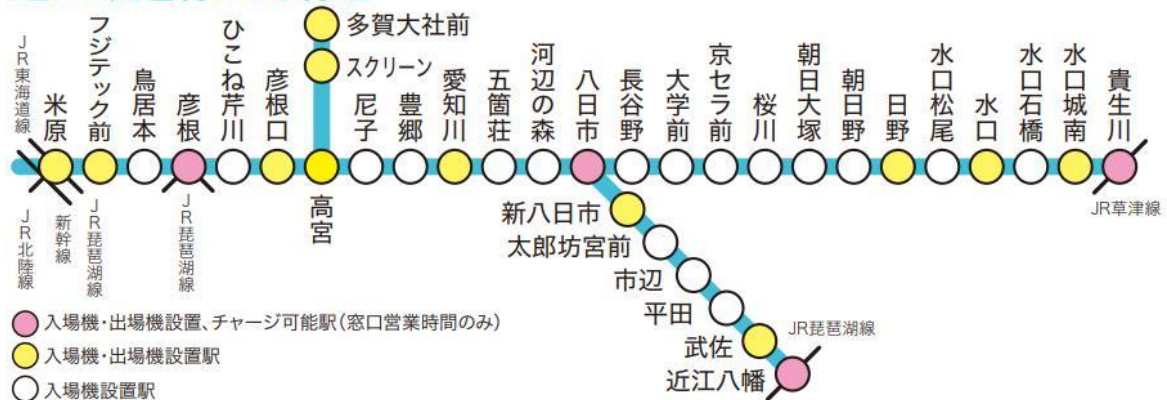 多賀大社前
スクリーン
JR東海道線
米原
フジテック前
鳥居本
彦根
ひこね芹川
彦根口
尼子
豊郷
愛知川
五箇荘
河辺の森
八日市
長谷野
大学前
京セラ前
桜川
朝日大塚
朝日野
日野
水口松尾
水口
水口石橋
水口城南
貴生川
高宮
JR北陸線
新幹線
JR琵琶湖線
JR琵琶湖線
JR草津線
新八日市
太郎坊宮前
市辺
平田
武佐
近江八幡
JR琵琶湖線
入場機・出場機設置、チャージ可能駅(窓口営業時間のみ)
入場機・出場機設置駅
入場機設置駅